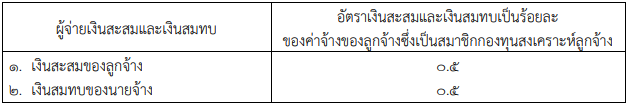 ผู้จ่ายเงินสะสมและเงินสมทบ
อัตราเงินสะสมและเงินสมทบเป็นร้อยละ
ของค่าจ้างของลูกจ้างซึ่งเป็นสมาชิกกองทุนสงเคราะห์ลูกจ้าง
๑. เงินสะสมของลูกจ้าง ๐.๕
๒. เงินสมทบของนายจ้าง ๐.๕